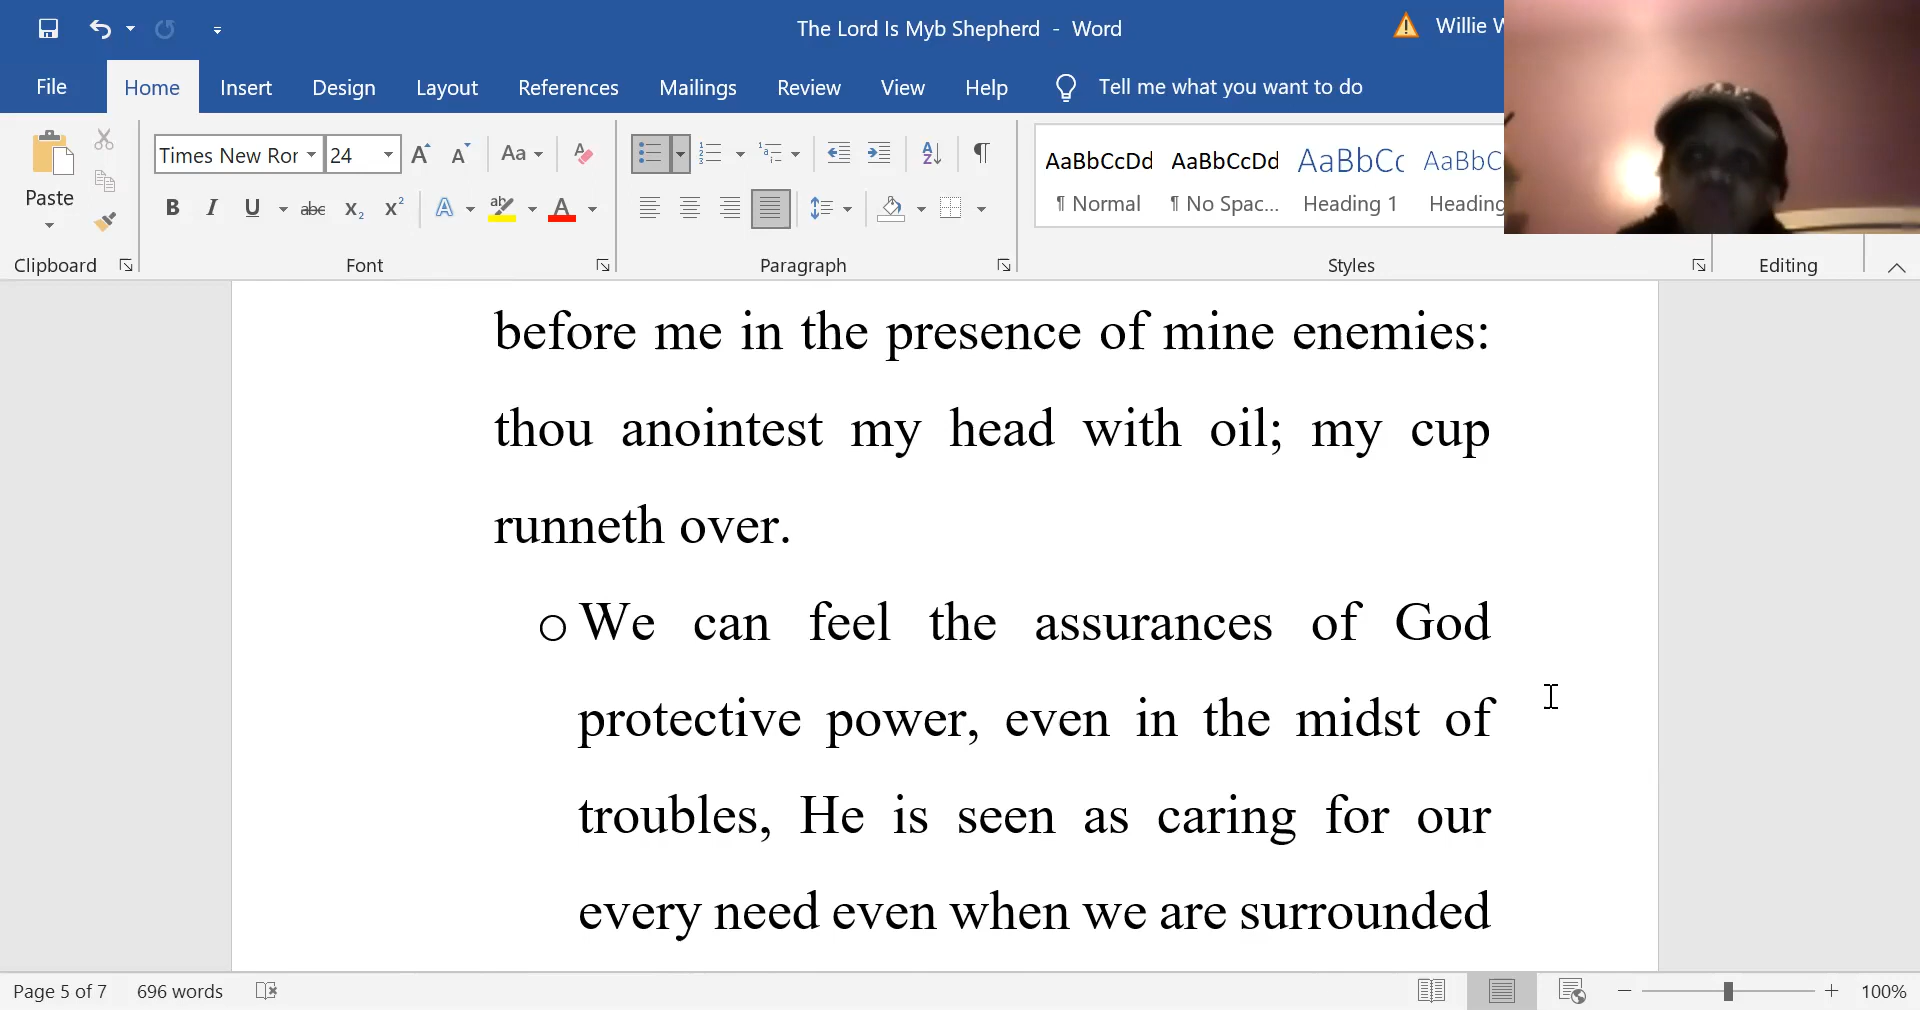 The Lord Is Myb Shepherd - Word
Willie W
File Home Insert Design Layout References Mailings Review View Help Tell me what you want to do
Times New Ror 24 Aa
AaBbCcDd AaBbCcDd AaBbCc AaBbC
Paste
B I U abc X₂ X² A ab A
¶ Normal ¶ No Spac... Heading 1 Heading
Clipboard Font Paragraph Styles Editing
before me in the presence of mine enemies:
thou anointest my head with oil; my cup
runneth over.
o We can feel the assurances of God
protective power, even in the midst of
troubles, He is seen as caring for our
every need even when we are surrounded
Page 5 of 7 696 words 100%